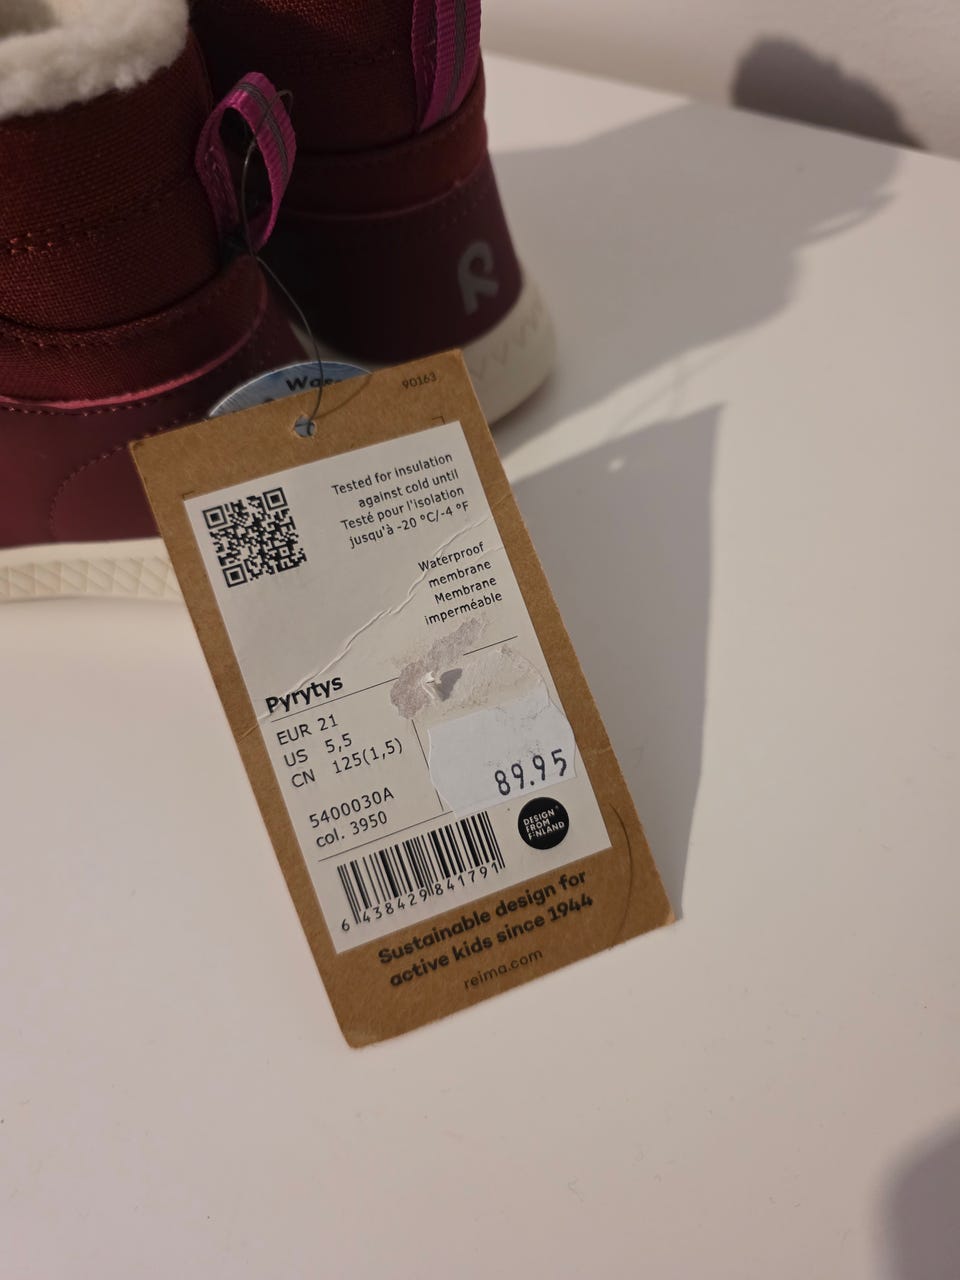 R
90163
Tested for insulation
against cold until
Testé pour l'isolation
jusqu'à -20 °C/-4 °F
Waterproof
membrane
Membrane
imperméable
Pyrytys
EUR 21
US 5,5
CN 125(1,5)
89.95
5400030A
col. 3950
DESIGN
FROM
FINLAND
6 438429 841791
Sustainable design for
active kids since 1944
reima.com